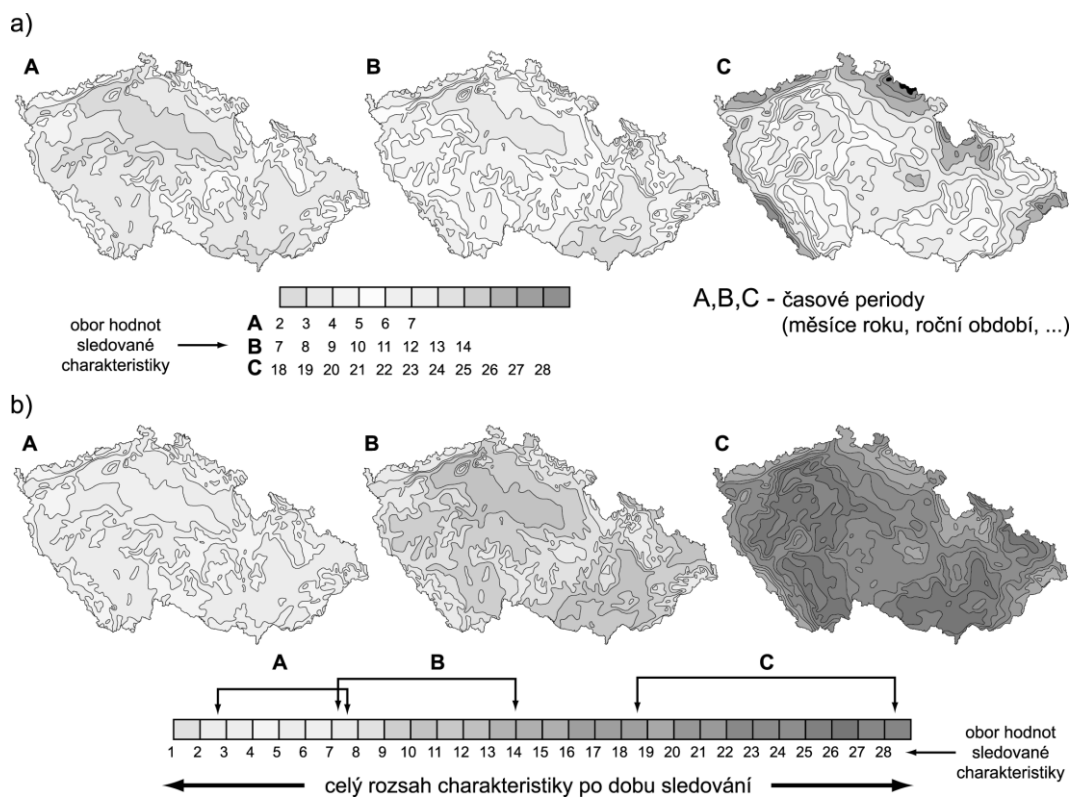 a)
A
B
C
A,B,C - časové periody
(měsíce roku, roční období, ...)
obor hodnot
sledované
charakteristiky
A 2 3 4 5 6 7
B 7 8 9 10 11 12 13 14
C 18 19 20 21 22 23 24 25 26 27 28
b)
A
B
C
A
B
C
1 2 3 4 5 6 7 8 9 10 11 12 13 14 15 16 17 18 19 20 21 22 23 24 25 26 27 28
obor hodnot
sledované
charakteristiky
celý rozsah charakteristiky po dobu sledování